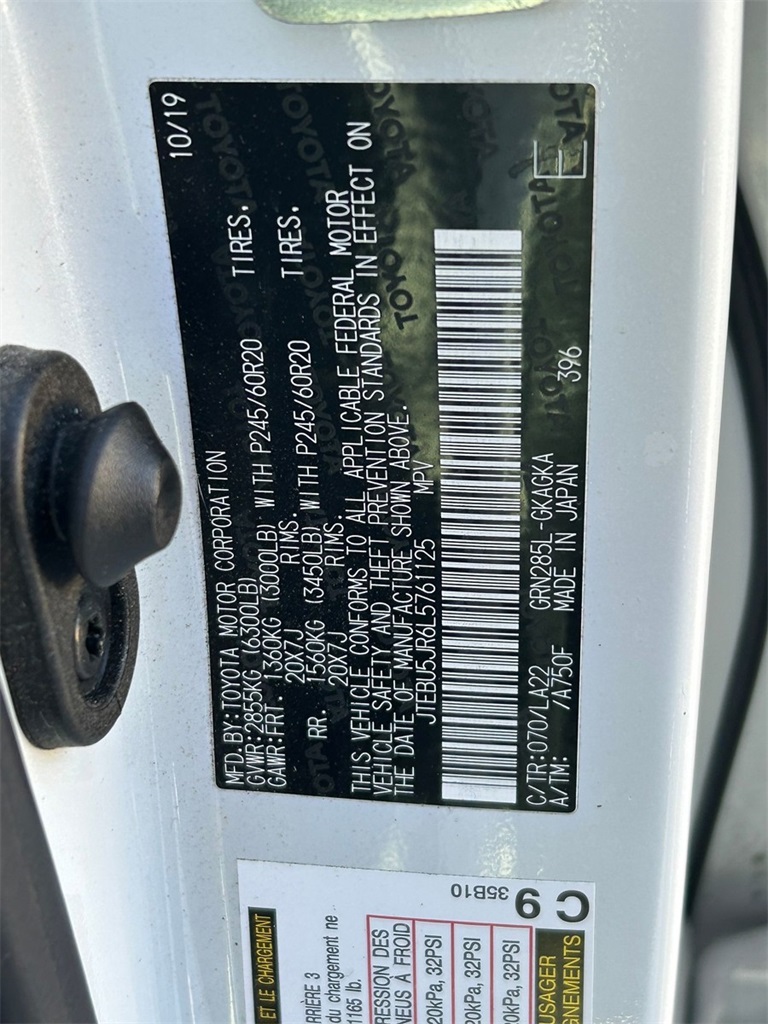 MFD.BY:TOYOTA MOTOR CORPORATION 10/19
GVWR:2855KG (6300LB)
GAWR:FRT. 1360KG (3000LB) WITH P245/60R20 TIRES,
20X7J RIMS.
RR. 1560KG (3450LB) WITH P245/60R20 TIRES,
20X7J RIMS.
THIS VEHICLE CONFORMS TO ALL APPLICABLE FEDERAL MOTOR
VEHICLE SAFETY AND THEFT PREVENTION STANDARDS IN EFFECT ON
THE DATE OF MANUFACTURE SHOWN ABOVE.
JTEBU5JR6L5761125 MPV
C/TR:070/LA22 GRN285L-GKAGKA 396
A/TM: /A750F MADE IN JAPAN
ET LE CHARGEMENT
RRIÈRE 3
du chargement ne
1165 lb.
RESSION DES
NEUS À FROID
20kPa, 32PSI
20kPa, 32PSI
20kPa, 32PSI
USAGER
GNEMENTS
C9
35B10